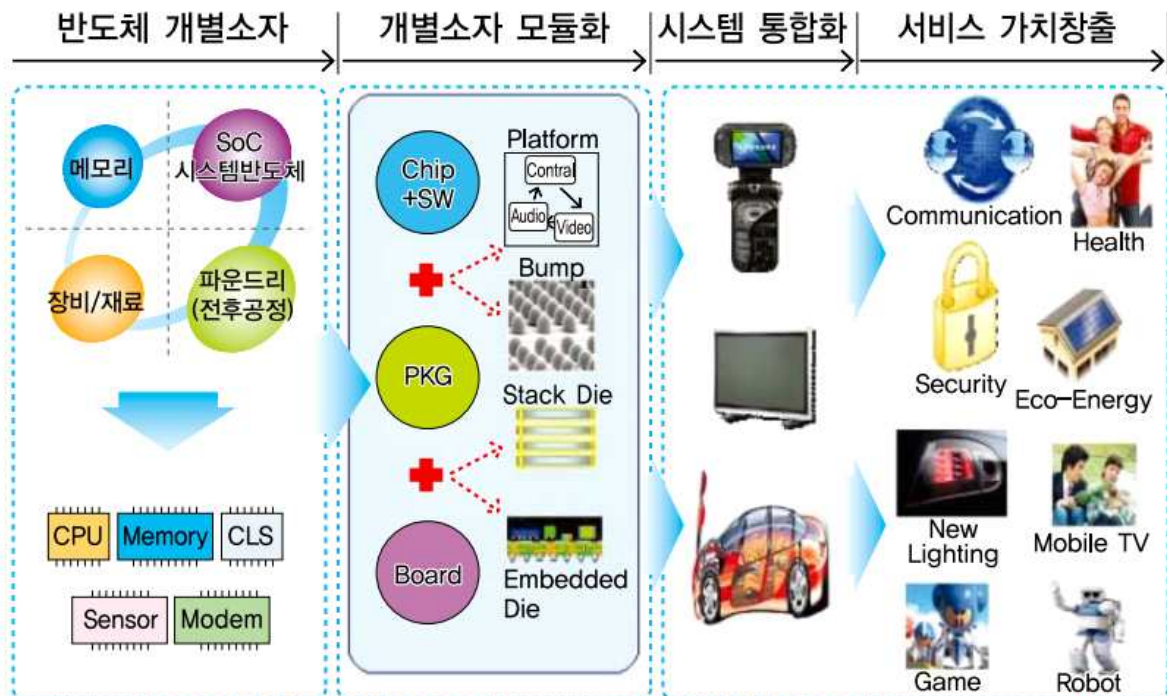 반도체 개별소자
개별소자 모듈화
시스템 통합화
서비스 가치창출
메모리
SoC
시스템반도체
장비/재료
파운드리
(전후공정)
CPU
Memory
CLS
Sensor
Modem
Chip
+SW
PKG
Board
Platform
Contral
Audio
Video
Bump
Stack Die
Embedded
Die
Communication
Health
Security
Eco-Energy
New
Lighting
Mobile TV
Game
Robot